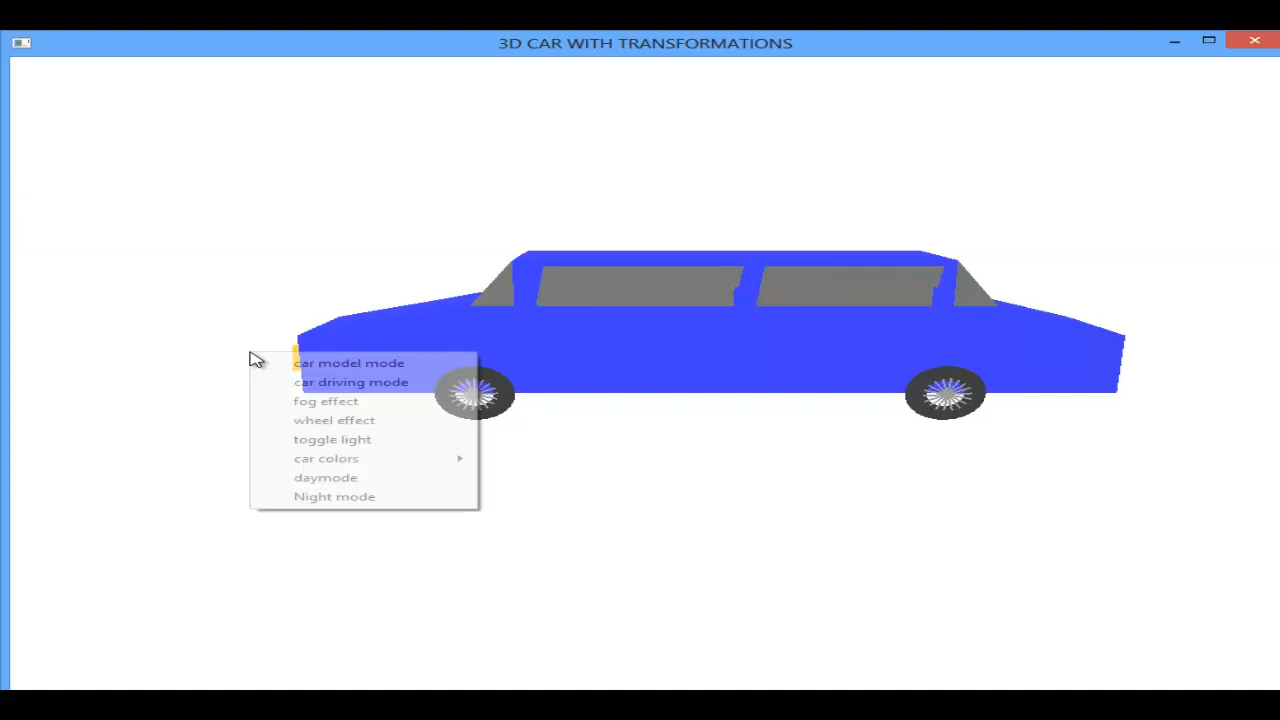 3D CAR WITH TRANSFORMATIONS
car model mode
car driving mode
fog effect
wheel effect
toggle light
car colors
daymode
Night mode